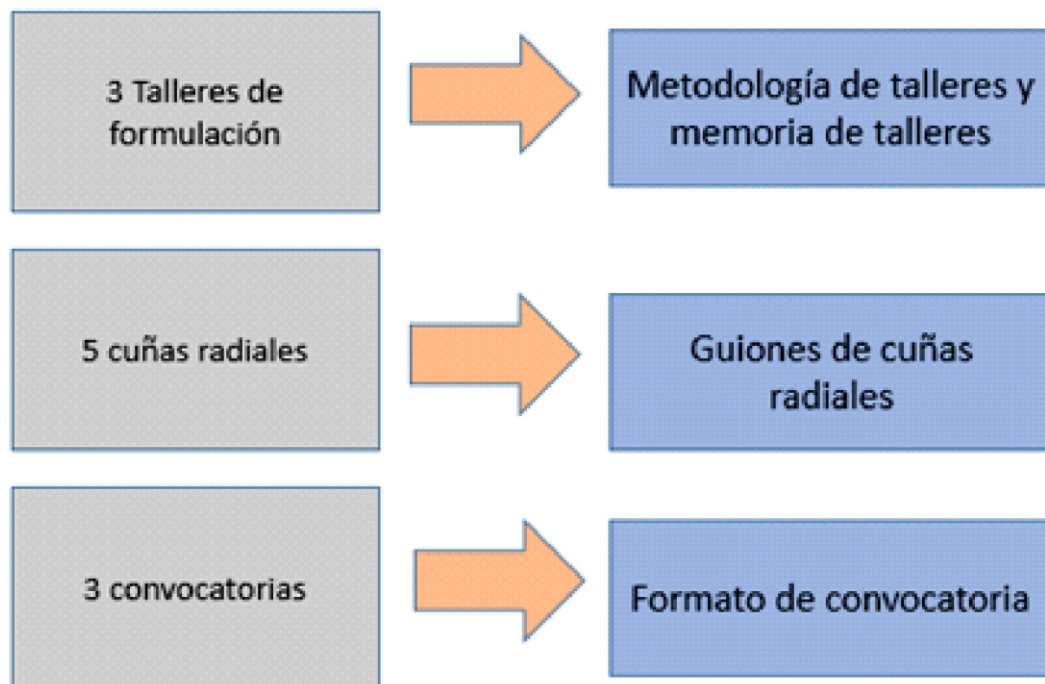 3 Talleres de
formulación
Metodología de talleres y
memoria de talleres
5 cuñas radiales
Guiones de cuñas
radiales
3 convocatorias
Formato de convocatoria